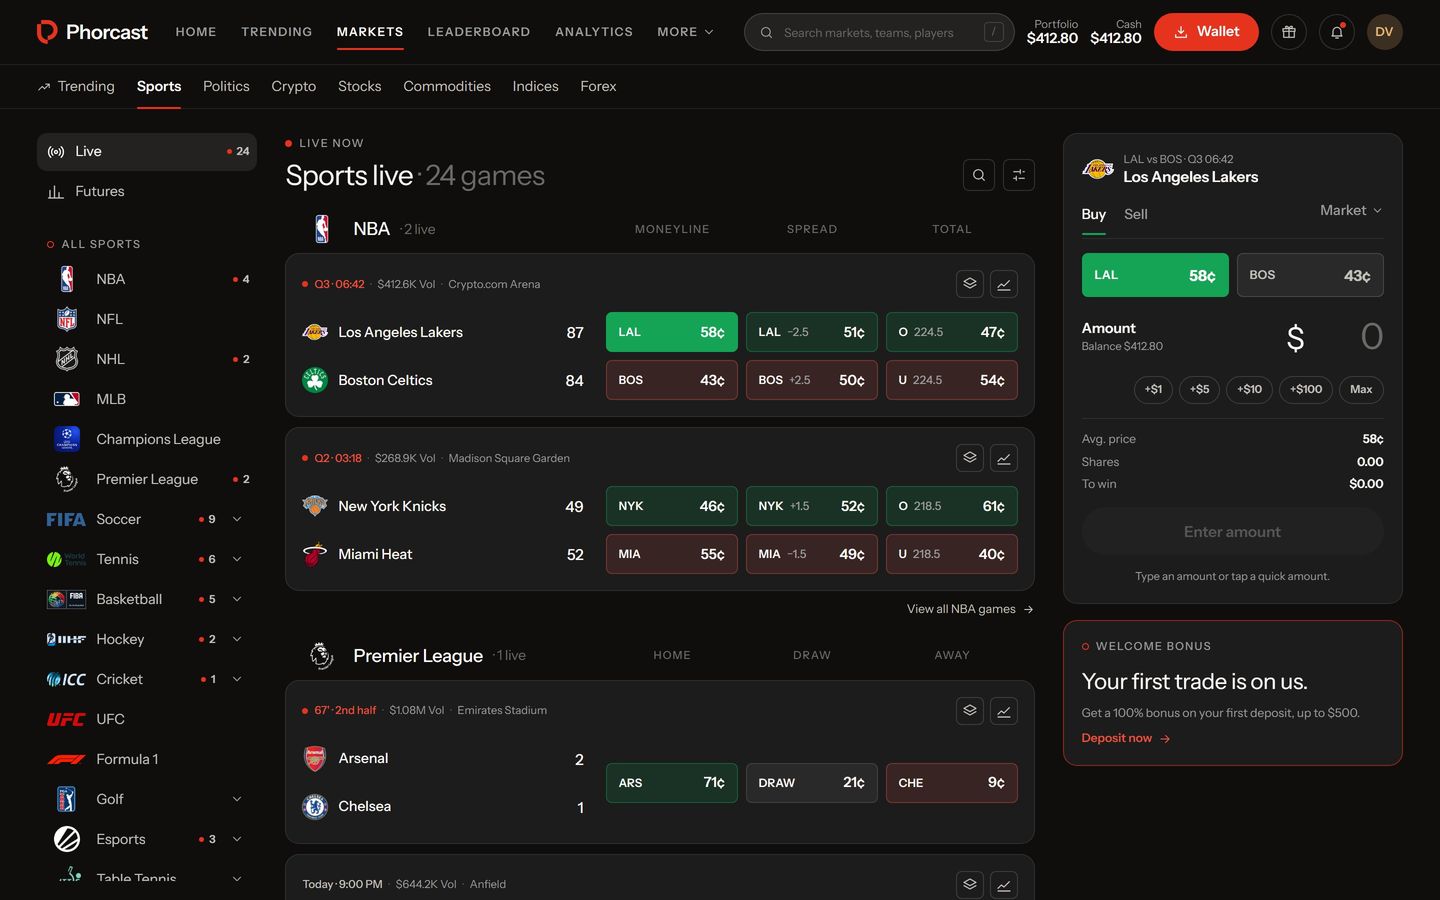 Phorcast
HOME
TRENDING
MARKETS
LEADERBOARD
ANALYTICS
MORE
Search markets, teams, players
/
Portfolio
$412.80
Cash
$412.80
Wallet
DV
Trending
Sports
Politics
Crypto
Stocks
Commodities
Indices
Forex
Live
24
Futures
ALL SPORTS
NBA
4
NFL
NHL
2
MLB
Champions League
Premier League
2
FIFA
Soccer
9
World
Tennis
Tennis
6
FIBA
Basketball
5
IIHF
Hockey
2
ICC
Cricket
1
UFC
UFC
Formula 1
Golf
Esports
3
Table Tennis
LIVE NOW
Sports live · 24 games
NBA · 2 live
MONEYLINE
SPREAD
TOTAL
Q3 · 06:42 · $412.6K Vol · Crypto.com Arena
Los Angeles Lakers
87
LAL 58¢
LAL −2.5 51¢
O 224.5 47¢
Boston Celtics
84
BOS 43¢
BOS +2.5 50¢
U 224.5 54¢
Q2 · 03:18 · $268.9K Vol · Madison Square Garden
New York Knicks
49
NYK 46¢
NYK +1.5 52¢
O 218.5 61¢
Miami Heat
52
MIA 55¢
MIA −1.5 49¢
U 218.5 40¢
View all NBA games →
Premier League · 1 live
HOME
DRAW
AWAY
67' · 2nd half · $1.08M Vol · Emirates Stadium
Arsenal
2
Chelsea
1
ARS 71¢
DRAW 21¢
CHE 9¢
Today · 9:00 PM · $644.2K Vol · Anfield
LAL vs BOS · Q3 06:42
Los Angeles Lakers
Buy
Sell
Market
LAL 58¢
BOS 43¢
Amount
Balance $412.80
$ 0
+$1
+$5
+$10
+$100
Max
Avg. price 58¢
Shares 0.00
To win $0.00
Enter amount
Type an amount or tap a quick amount.
WELCOME BONUS
Your first trade is on us.
Get a 100% bonus on your first deposit, up to $500.
Deposit now →